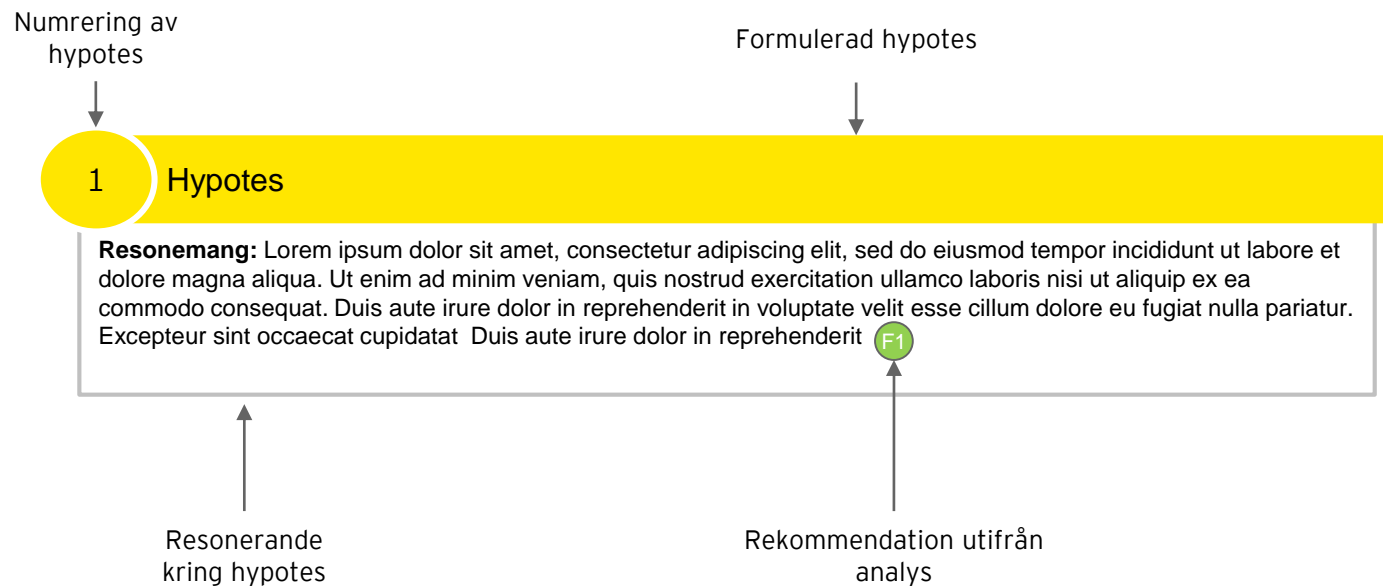 Numrering av
hypotes
Formulerad hypotes
1
Hypotes
Resonemang: Lorem ipsum dolor sit amet, consectetur adipiscing elit, sed do eiusmod tempor incididunt ut labore et
dolore magna aliqua. Ut enim ad minim veniam, quis nostrud exercitation ullamco laboris nisi ut aliquip ex ea
commodo consequat. Duis aute irure dolor in reprehenderit in voluptate velit esse cillum dolore eu fugiat nulla pariatur.
Excepteur sint occaecat cupidatat  Duis aute irure dolor in reprehenderit F1
Resonerande
kring hypotes
Rekommendation utifrån
analys